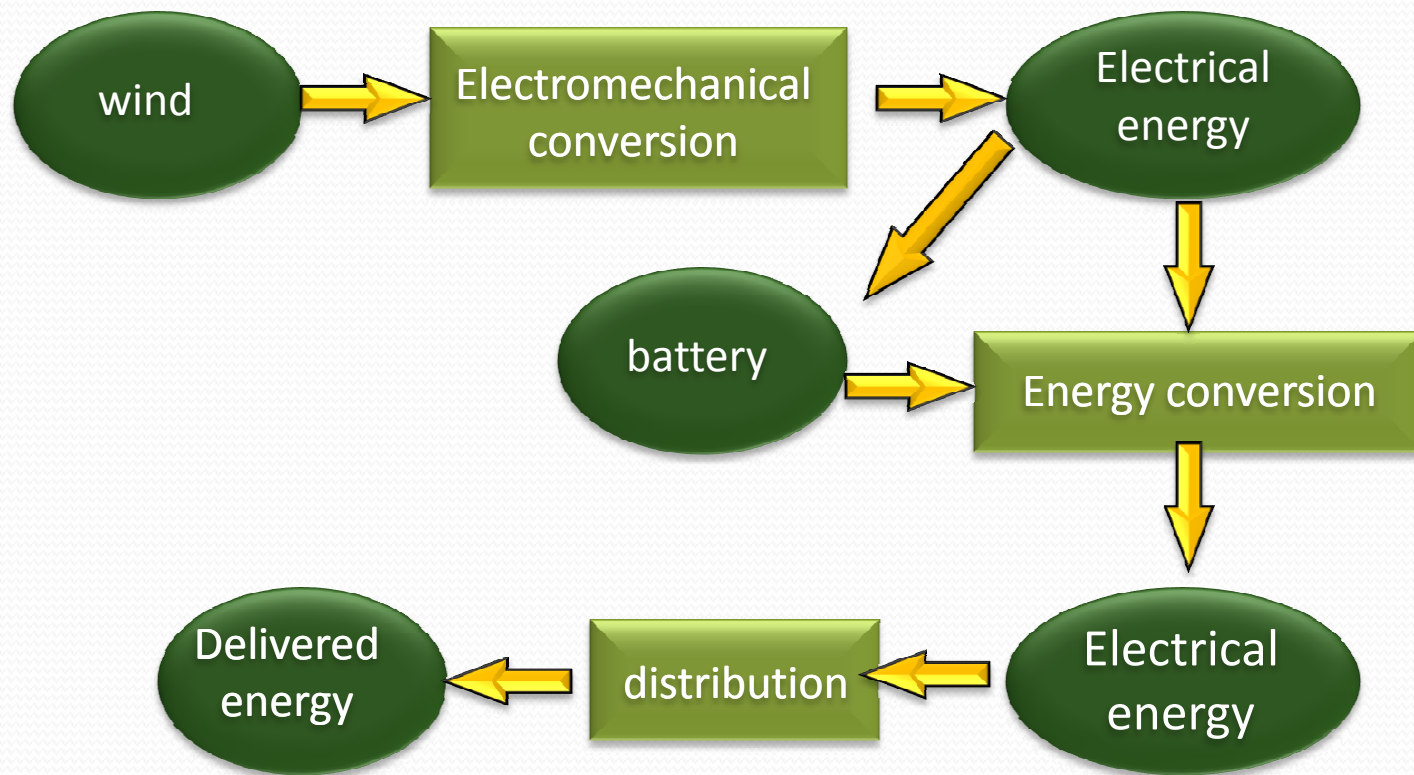 wind
Electromechanical
conversion
Electrical
energy
battery
Energy conversion
Delivered
energy
distribution
Electrical
energy